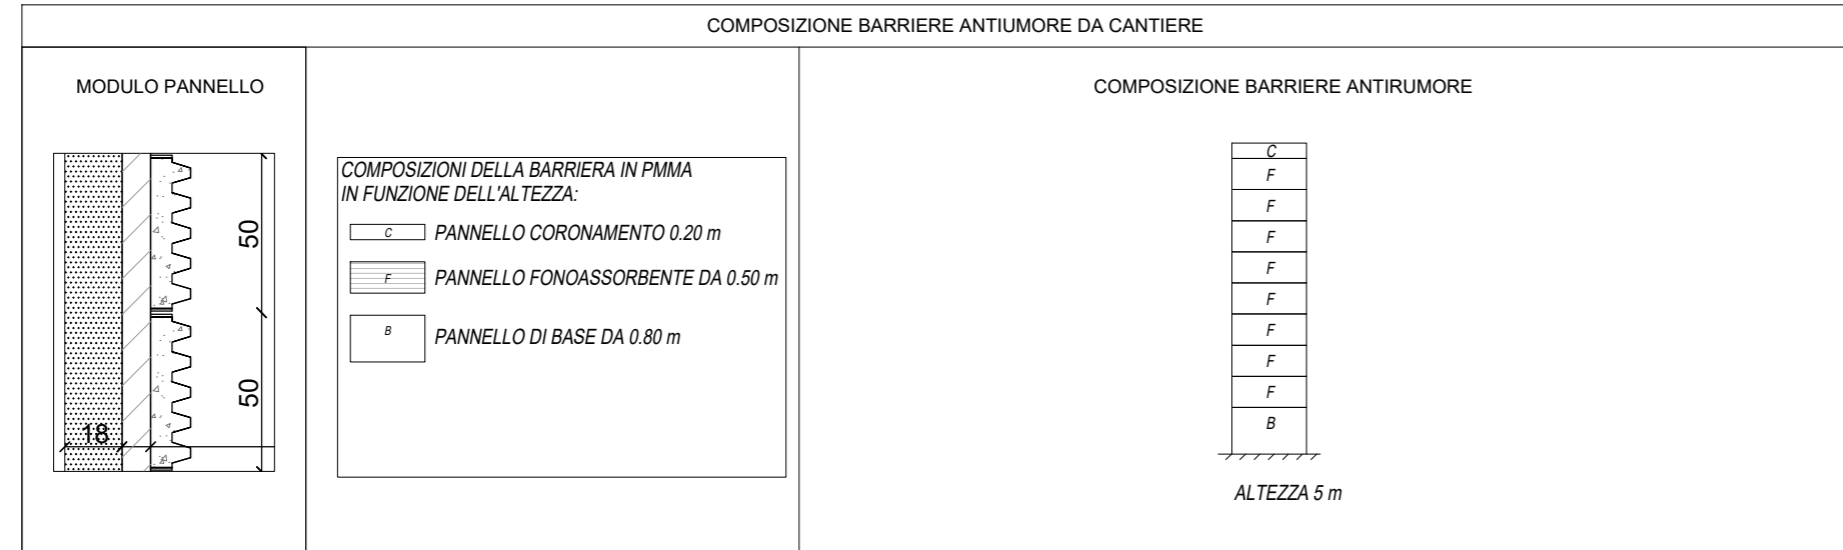 COMPOSIZIONE BARRIERE ANTIUMORE DA CANTIERE
MODULO PANNELLO
50
50
18
COMPOSIZIONI DELLA BARRIERA IN PMMA
IN FUNZIONE DELL'ALTEZZA:
C PANNELLO CORONAMENTO 0.20 m
F PANNELLO FONOASSORBENTE DA 0.50 m
B PANNELLO DI BASE DA 0.80 m
COMPOSIZIONE BARRIERE ANTIRUMORE
C
F
F
F
F
F
F
F
F
B
ALTEZZA 5 m